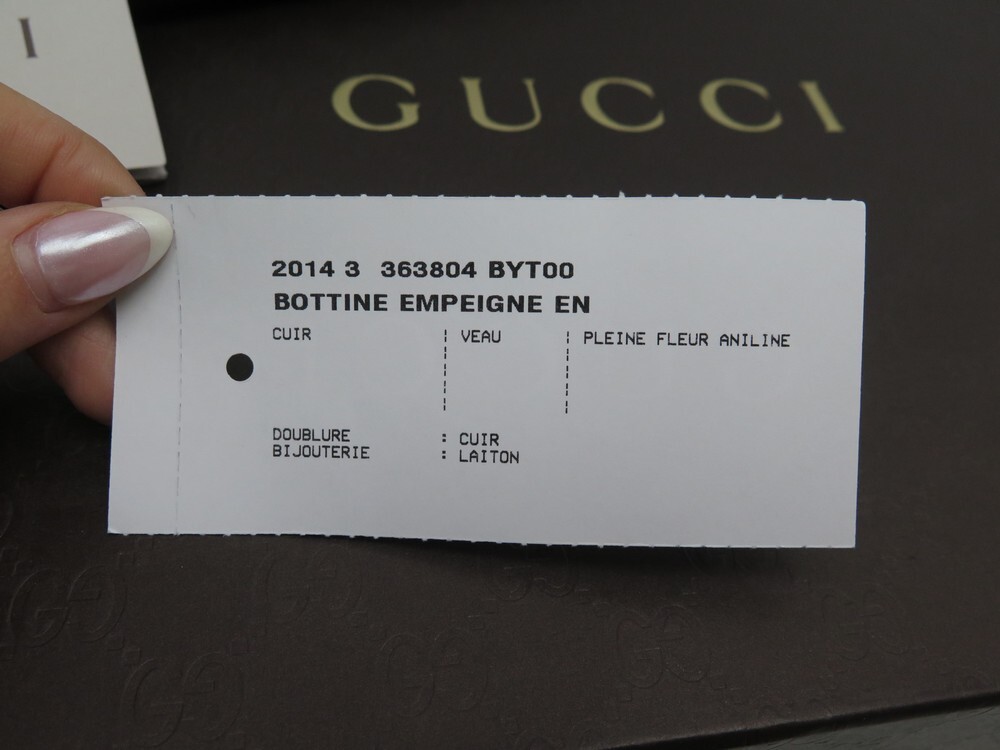 I
GUCCI
2014 3 363804 BYT00
BOTTINE EMPEIGNE EN
CUIR ¦ VEAU ¦ PLEINE FLEUR ANILINE
DOUBLURE : CUIR
BIJOUTERIE : LAITON